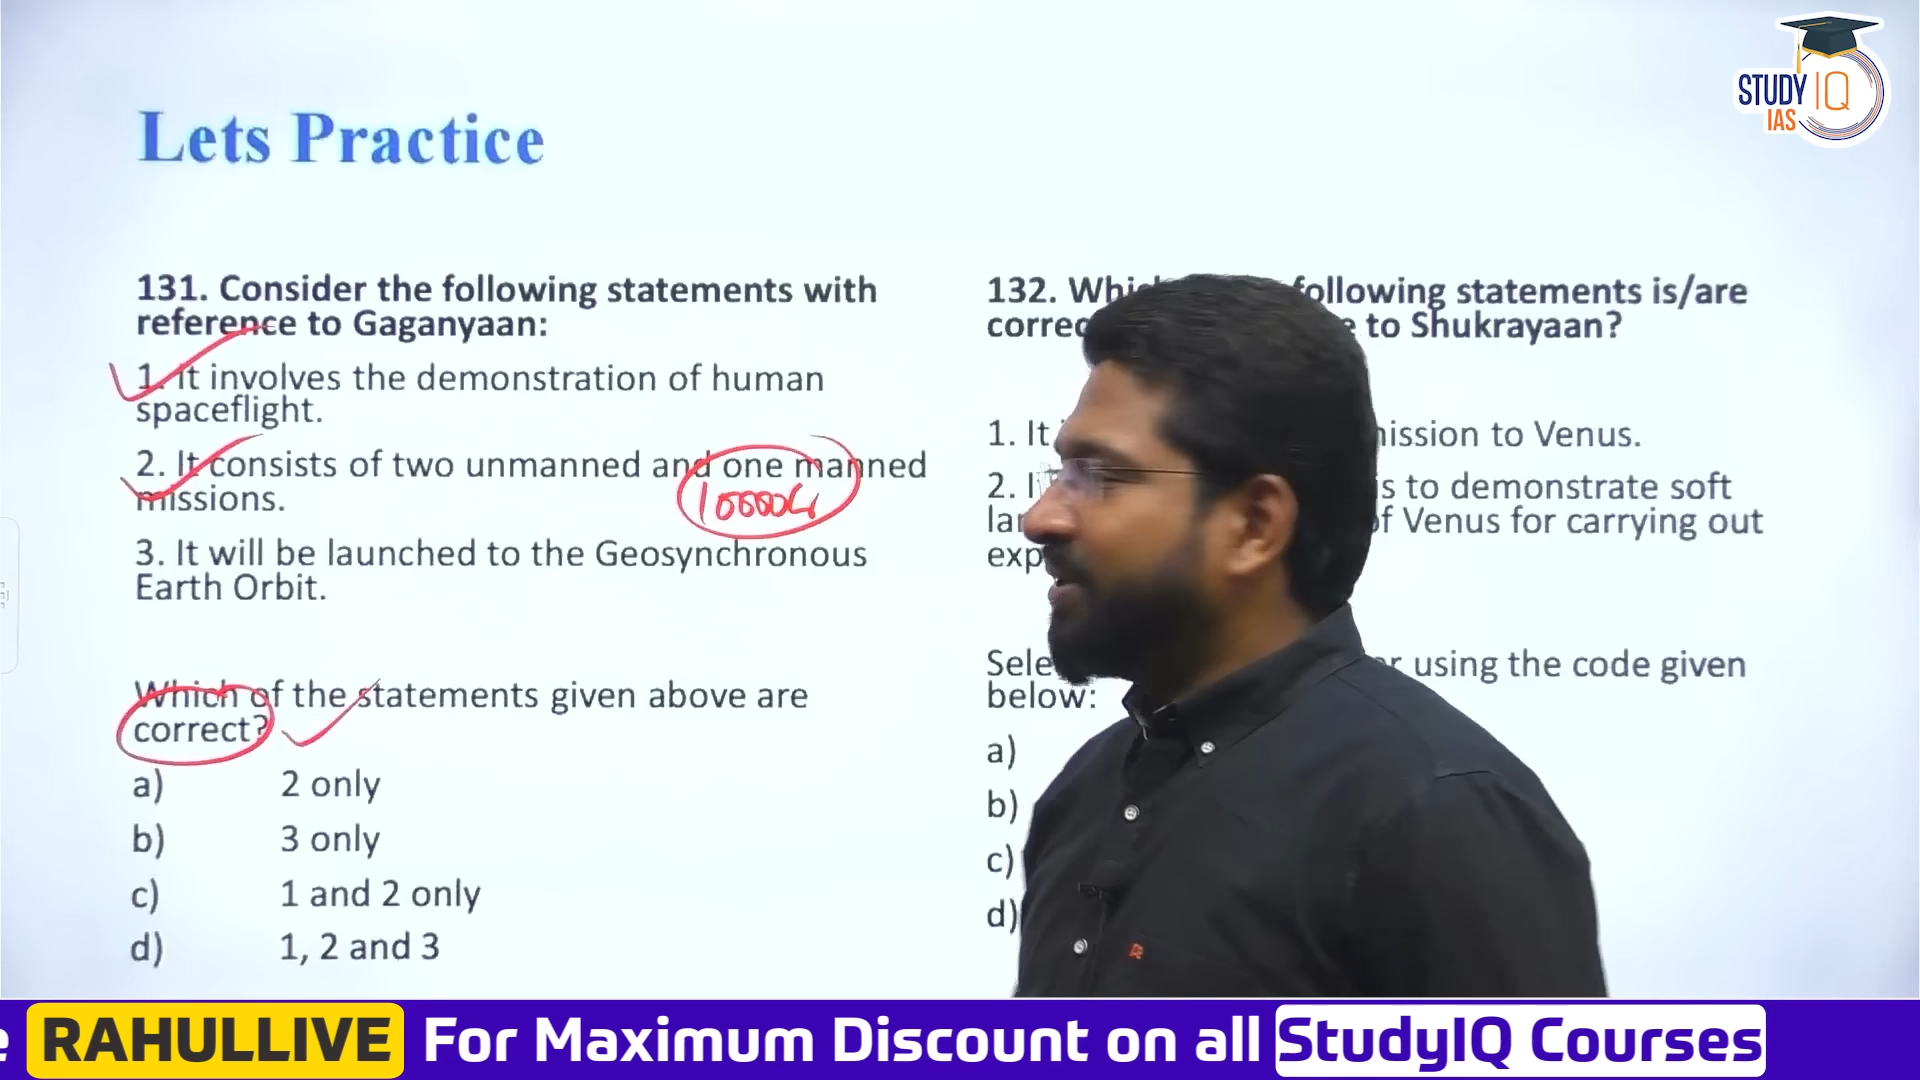 STUDY IQ
IAS
Lets Practice
131. Consider the following statements with
reference to Gaganyaan:
1. It involves the demonstration of human
spaceflight.
2. It consists of two unmanned and one manned
missions.
3. It will be launched to the Geosynchronous
Earth Orbit.
Which of the statements given above are
correct?
a) 2 only
b) 3 only
c) 1 and 2 only
d) 1, 2 and 3
132. following statements is/are
to Shukrayaan?
1. It mission to Venus.
2. to demonstrate soft
of Venus for carrying out
using the code given
below:
a)
b)
c)
d)
RAHULLIVE For Maximum Discount on all StudyIQ Courses